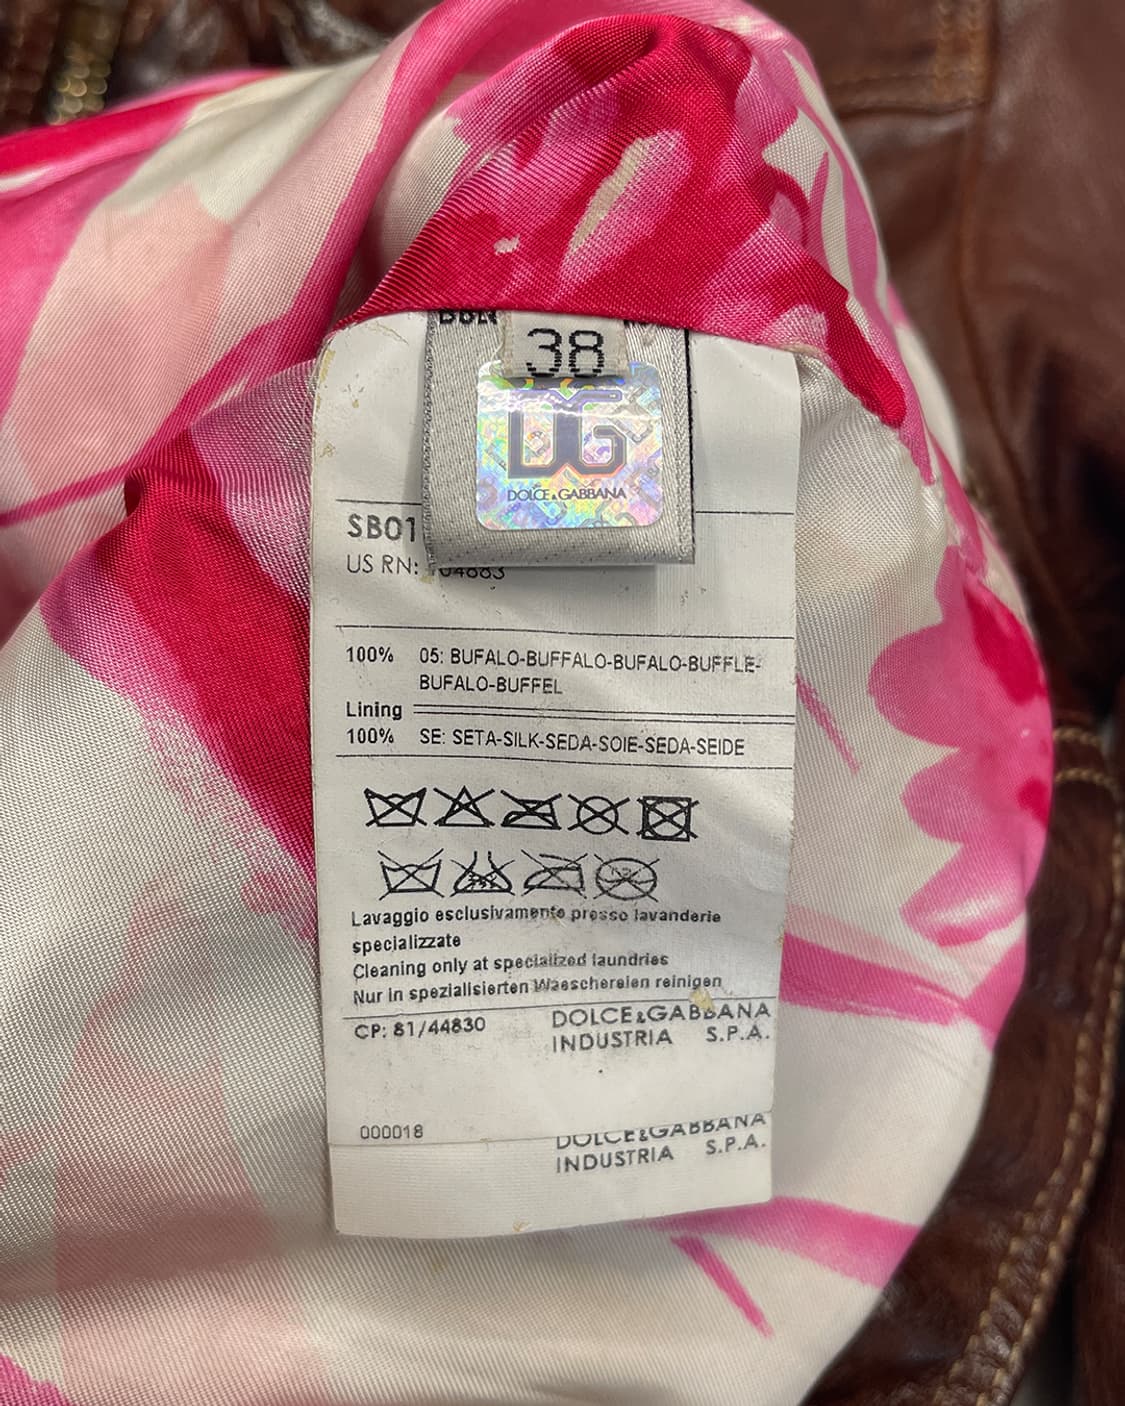 38
DG
DOLCE&GABBANA
SB01
US RN: 104883
100% 05: BUFALO-BUFFALO-BUFALO-BUFFLE-
BUFALO-BUFFEL
Lining
100% SE: SETA-SILK-SEDA-SOIE-SEDA-SEIDE
Lavaggio esclusivamente presso lavanderie
specializzate
Cleaning only at specialized laundries
Nur in spezialisierten Waeschereien reinigen
CP: 81/44830 DOLCE&GABBANA
INDUSTRIA S.P.A.
000018 DOLCE&GABBANA
INDUSTRIA S.P.A.